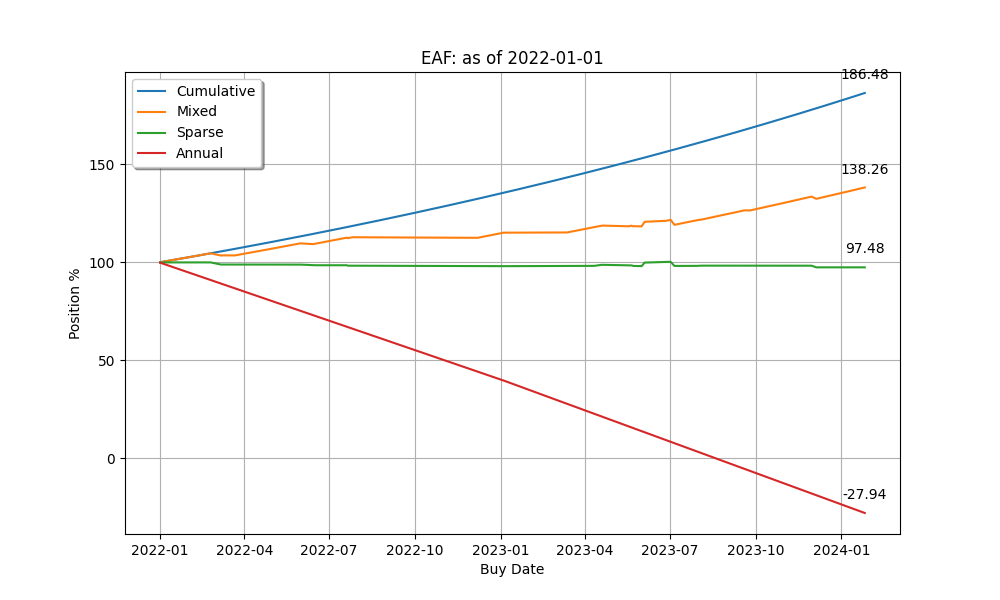 EAF: as of 2022-01-01
186.48
Cumulative
Mixed
Sparse
Annual
150
138.26
97.48
100
50
0
-27.94
Position %
2022-01 2022-04 2022-07 2022-10 2023-01 2023-04 2023-07 2023-10 2024-01
Buy Date